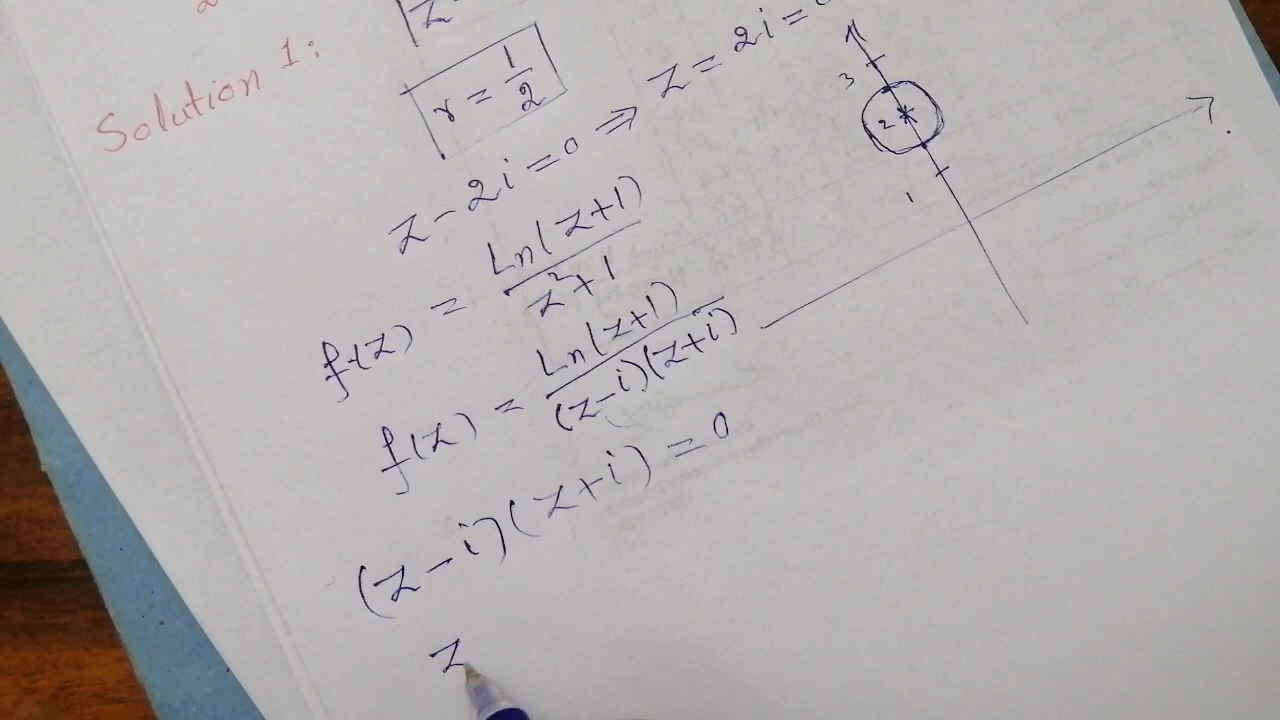 Solution 1:
r = 1/2
z - 2i = 0 ⇒ z = 2i =
f(z) = Ln(z+1) / z²+1
f(z) = Ln(z+1) / (z-i)(z+i)
(z-i)(z+i) = 0
z
3
2
1